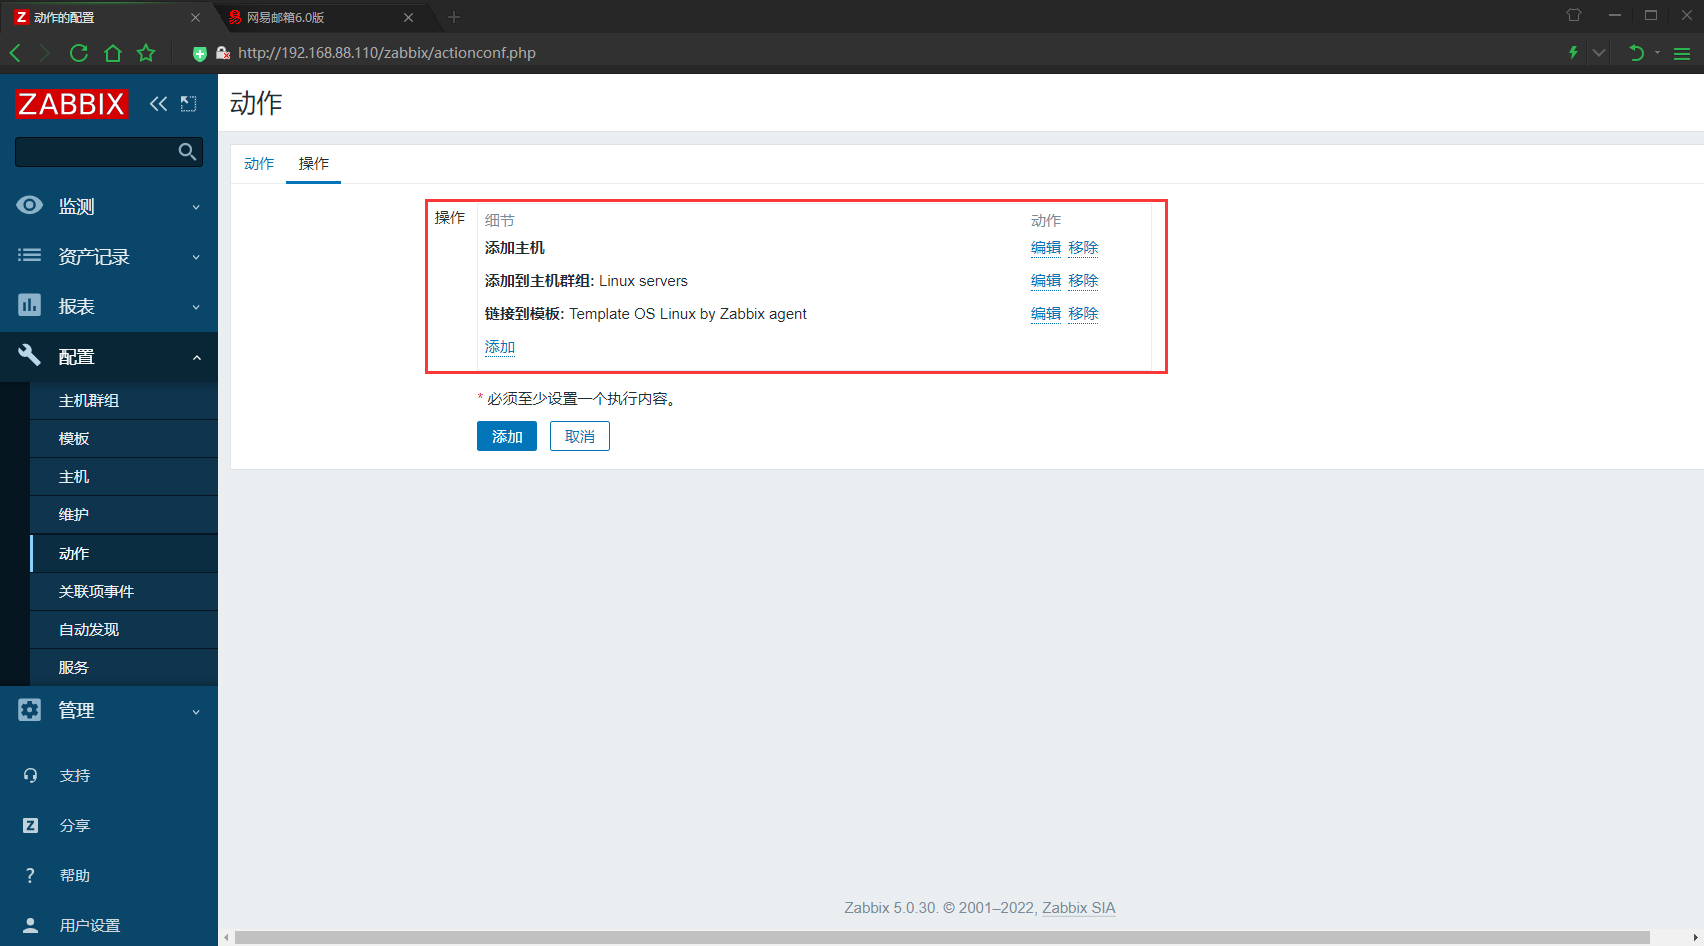 动作的配置
网易邮箱6.0版
http://192.168.88.110/zabbix/actionconf.php
ZABBIX
监测
资产记录
报表
配置
主机群组
模板
主机
维护
动作
关联项事件
自动发现
服务
管理
支持
分享
帮助
用户设置
动作
动作 操作
操作 细节 动作
添加主机 编辑 移除
添加到主机群组: Linux servers 编辑 移除
链接到模板: Template OS Linux by Zabbix agent 编辑 移除
添加
* 必须至少设置一个执行内容。
添加 取消
Zabbix 5.0.30. © 2001–2022, Zabbix SIA